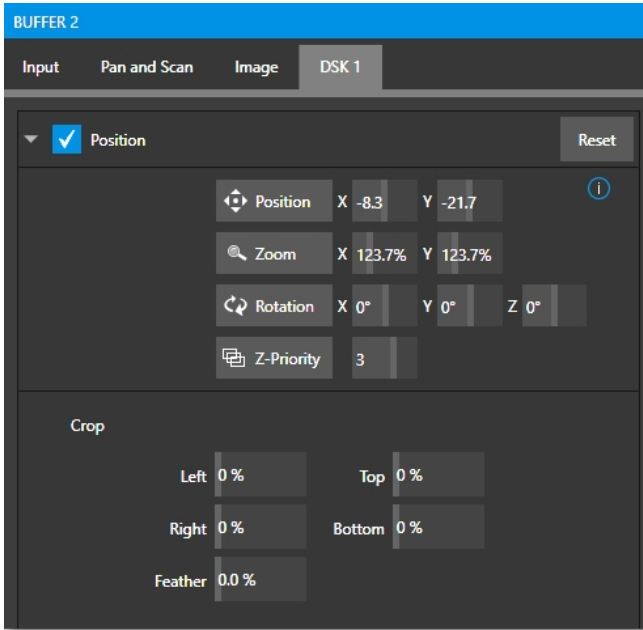 BUFFER 2
Input Pan and Scan Image DSK 1
Position Reset
Position X -8.3 Y -21.7
Zoom X 123.7% Y 123.7%
Rotation X 0° Y 0° Z 0°
Z-Priority 3
Crop
Left 0 % Top 0 %
Right 0 % Bottom 0 %
Feather 0.0 %